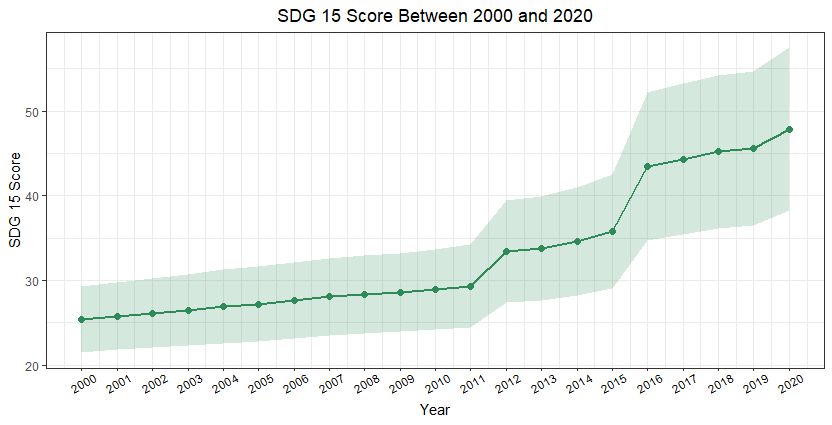 SDG 15 Score Between 2000 and 2020
SDG 15 Score
50
40
30
20
2000 2001 2002 2003 2004 2005 2006 2007 2008 2009 2010 2011 2012 2013 2014 2015 2016 2017 2018 2019 2020
Year